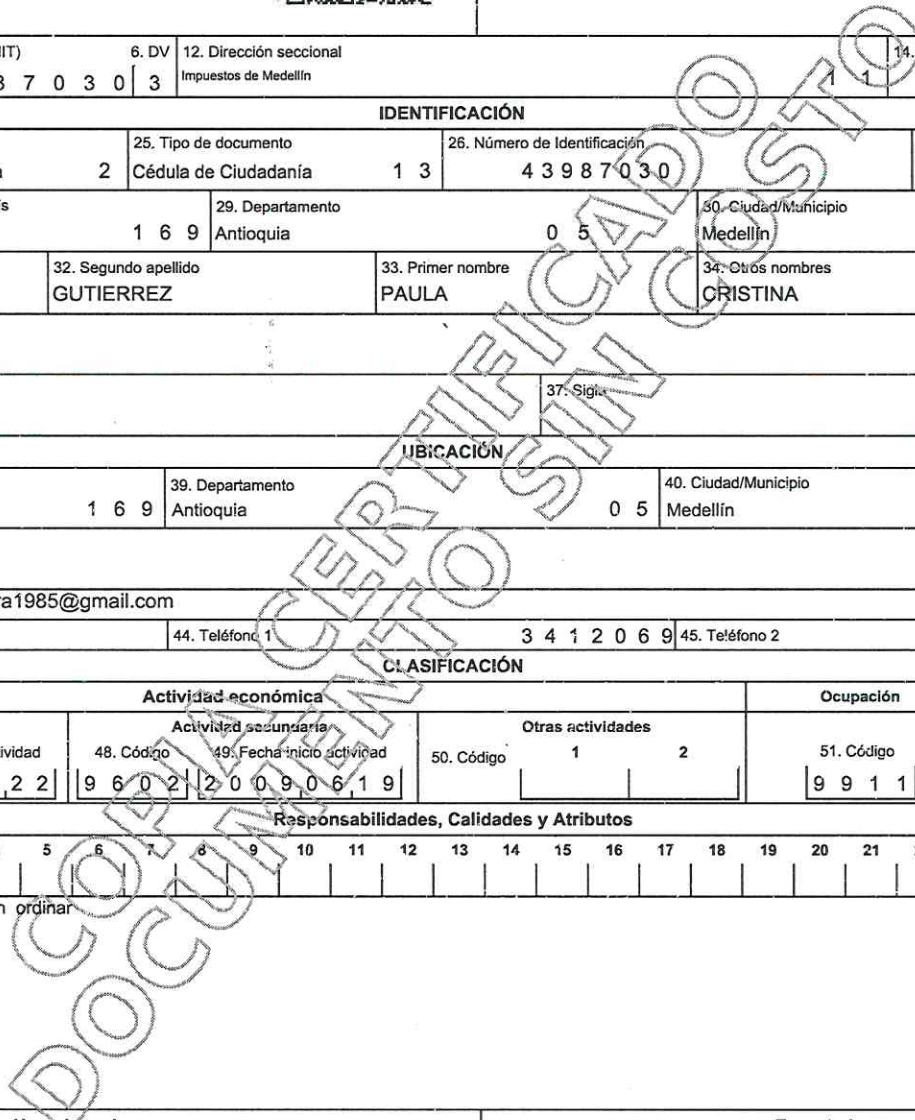 IIT) 6. DV 12. Dirección seccional 14.
8 7 0 3 0 3 Impuestos de Medellín 1 1
IDENTIFICACIÓN
25. Tipo de documento 26. Número de Identificación
2 Cédula de Ciudadanía 1 3 4 3 9 8 7 0 3 0
29. Departamento 30. Ciudad/Municipio
1 6 9 Antioquia 0 5 Medellín
32. Segundo apellido 33. Primer nombre 34. Otros nombres
GUTIERREZ PAULA CRISTINA
37. Sigla
UBICACIÓN
39. Departamento 40. Ciudad/Municipio
1 6 9 Antioquia 0 5 Medellín
ra1985@gmail.com
44. Teléfono 1 3 4 1 2 0 6 9 45. Teléfono 2
CLASIFICACIÓN
Actividad económica Ocupación
Actividad secundaria Otras actividades
ividad 48. Código 49. Fecha inicio actividad 50. Código 1 2 51. Código
2 2 9 6 0 2 2 0 0 9 0 6 1 9 9 9 1 1
Responsabilidades, Calidades y Atributos
5 6 7 8 9 10 11 12 13 14 15 16 17 18 19 20 21
n ordinar
COPIA CERTIFICADO
DOCUMENTO SIN COSTO